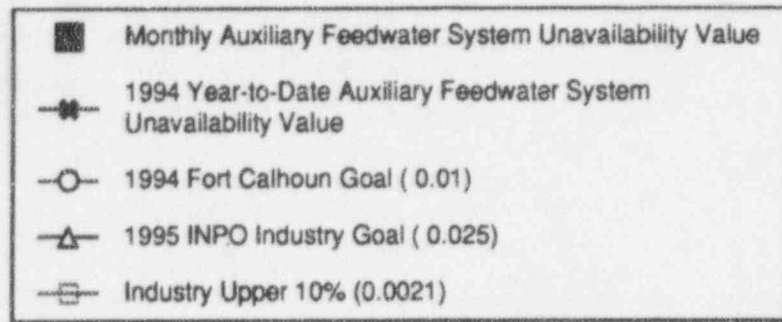 Monthly Auxiliary Feedwater System Unavailability Value
1994 Year-to-Date Auxiliary Feedwater System
Unavailability Value
1994 Fort Calhoun Goal ( 0.01)
1995 INPO Industry Goal ( 0.025)
Industry Upper 10% (0.0021)